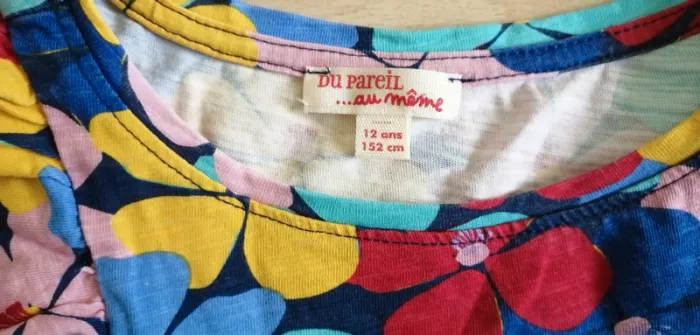 Du Pareil
...au même
12 ans
152 cm